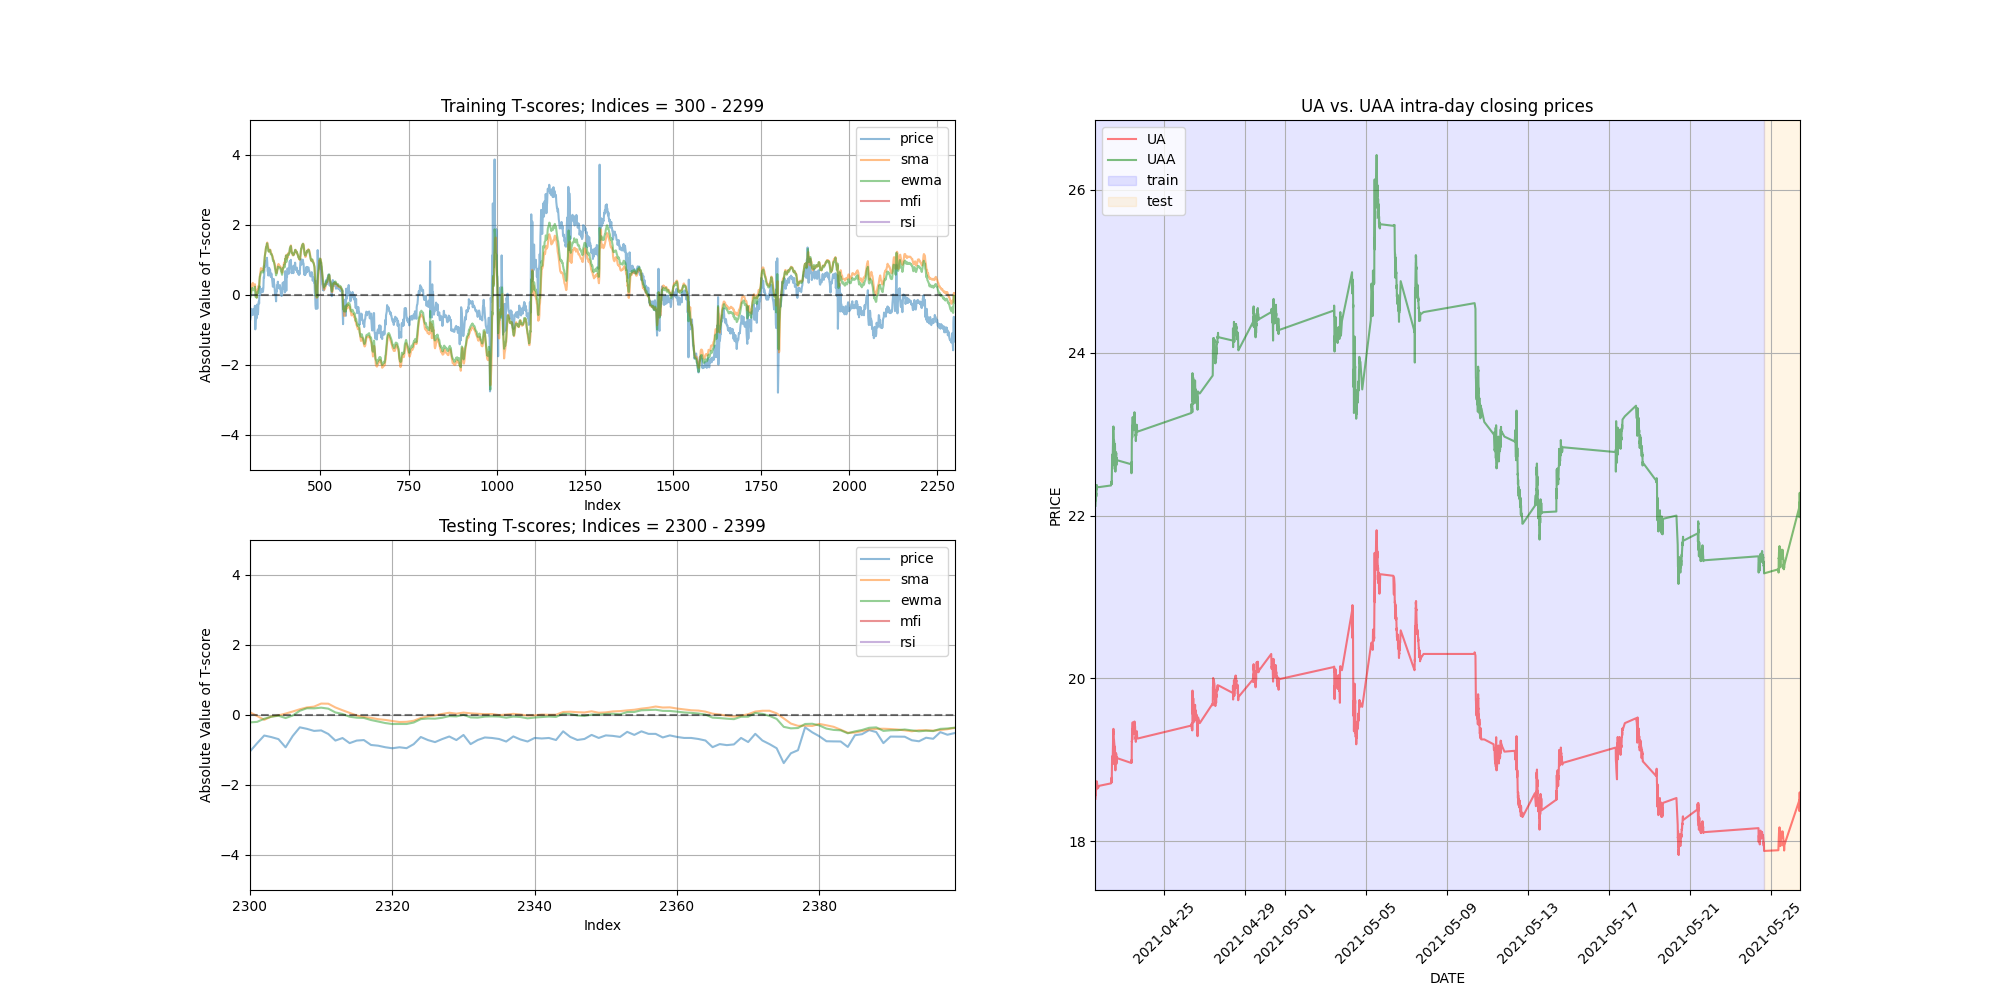 Training T-scores; Indices = 300 - 2299
Absolute Value of T-score
4
2
0
−2
−4
500 750 1000 1250 1500 1750 2000 2250
Index
price
sma
ewma
mfi
rsi
Testing T-scores; Indices = 2300 - 2399
Absolute Value of T-score
4
2
0
−2
−4
2300 2320 2340 2360 2380
Index
price
sma
ewma
mfi
rsi
UA vs. UAA intra-day closing prices
UA
UAA
train
test
PRICE
26
24
22
20
18
2021-04-25 2021-04-29 2021-05-01 2021-05-05 2021-05-09 2021-05-13 2021-05-17 2021-05-21 2021-05-25
DATE